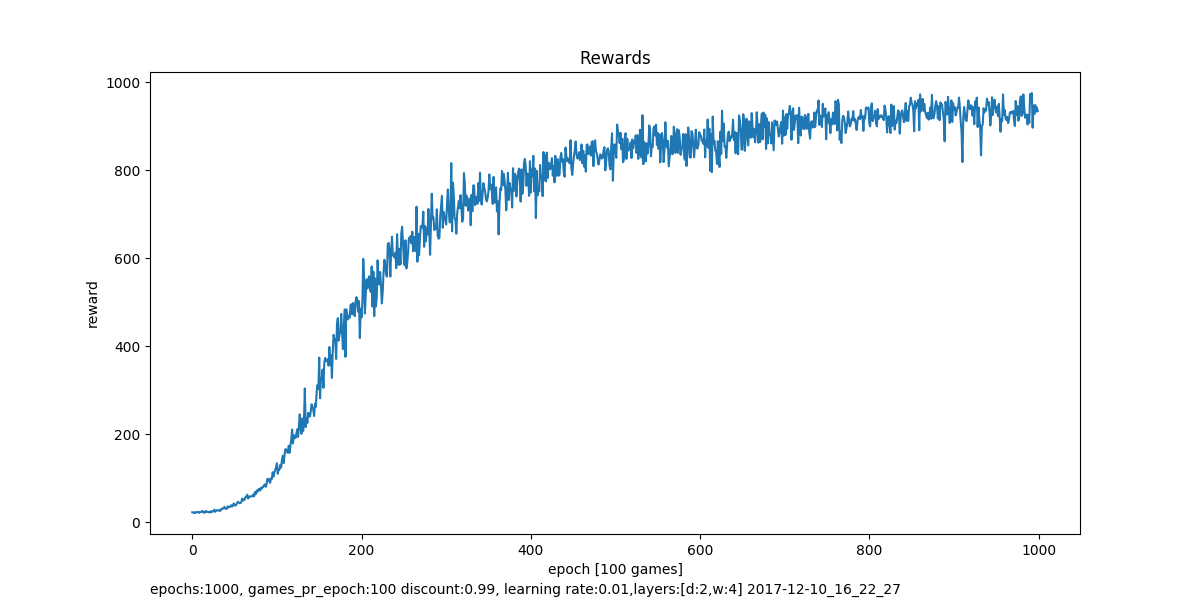 Rewards
1000
800
600
400
200
0
reward
0 200 400 600 800 1000
epoch [100 games]
epochs:1000, games_pr_epoch:100 discount:0.99, learning rate:0.01,layers:[d:2,w:4] 2017-12-10_16_22_27